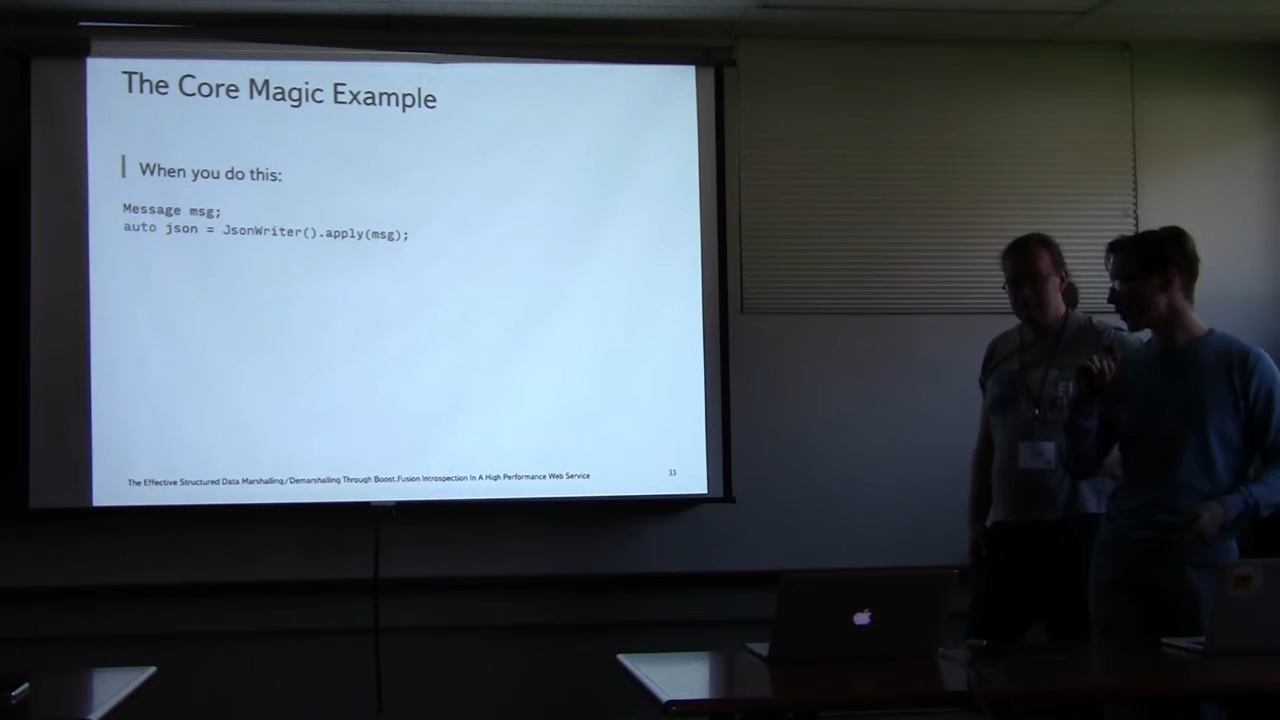 The Core Magic Example
When you do this:
Message msg;
auto json = JsonWriter().apply(msg);
The Effective Structured Data Marshalling/Demarshalling Through Boost.Fusion Introspection In A High Performance Web Service
33